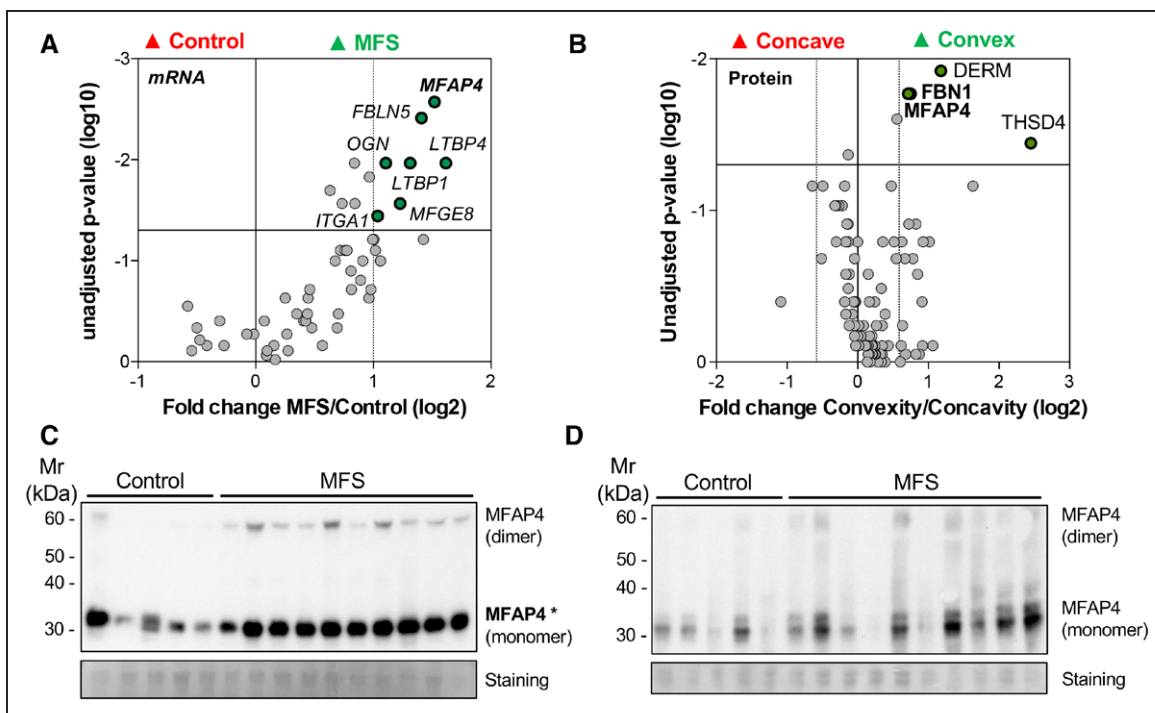 A
▲ Control ▲ MFS
mRNA
MFAP4
FBLN5
OGN
LTBP4
LTBP1
ITGA1
MFGE8
unadjusted p-value (log10)
-3
-2
-1
0
-1 0 1 2
Fold change MFS/Control (log2)
B
▲ Concave ▲ Convex
Protein
DERM
FBN1
MFAP4
THSD4
Unadjusted p-value (log10)
-2
-1
0
-2 -1 0 1 2 3
Fold change Convexity/Concavity (log2)
C
Mr
(kDa)
Control MFS
60 -
50 -
40 -
30 -
MFAP4
(dimer)
MFAP4 *
(monomer)
Staining
D
Mr
(kDa)
Control MFS
60 -
50 -
40 -
30 -
MFAP4
(dimer)
MFAP4
(monomer)
Staining